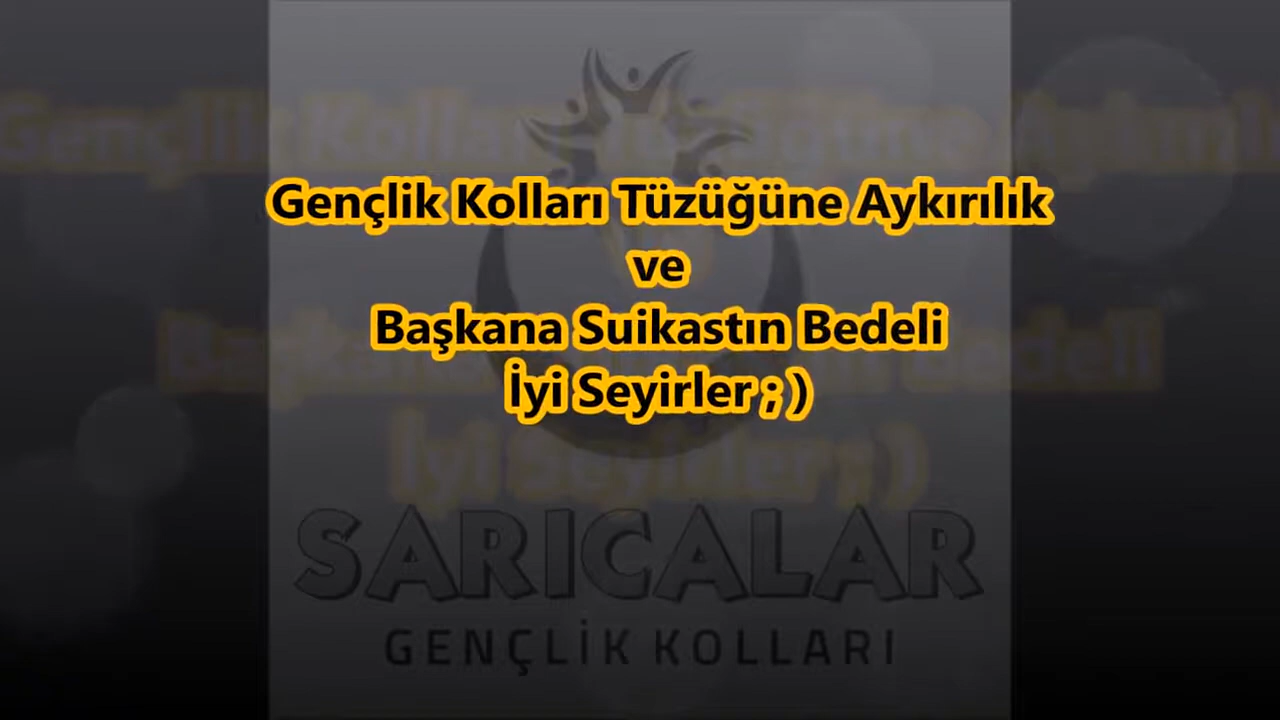 Gençlik Kolları Tüzüğüne Aykırılık
ve
Başkana Suikastın Bedeli
İyi Seyirler ; )
SARICALAR
GENÇLİK KOLLARI